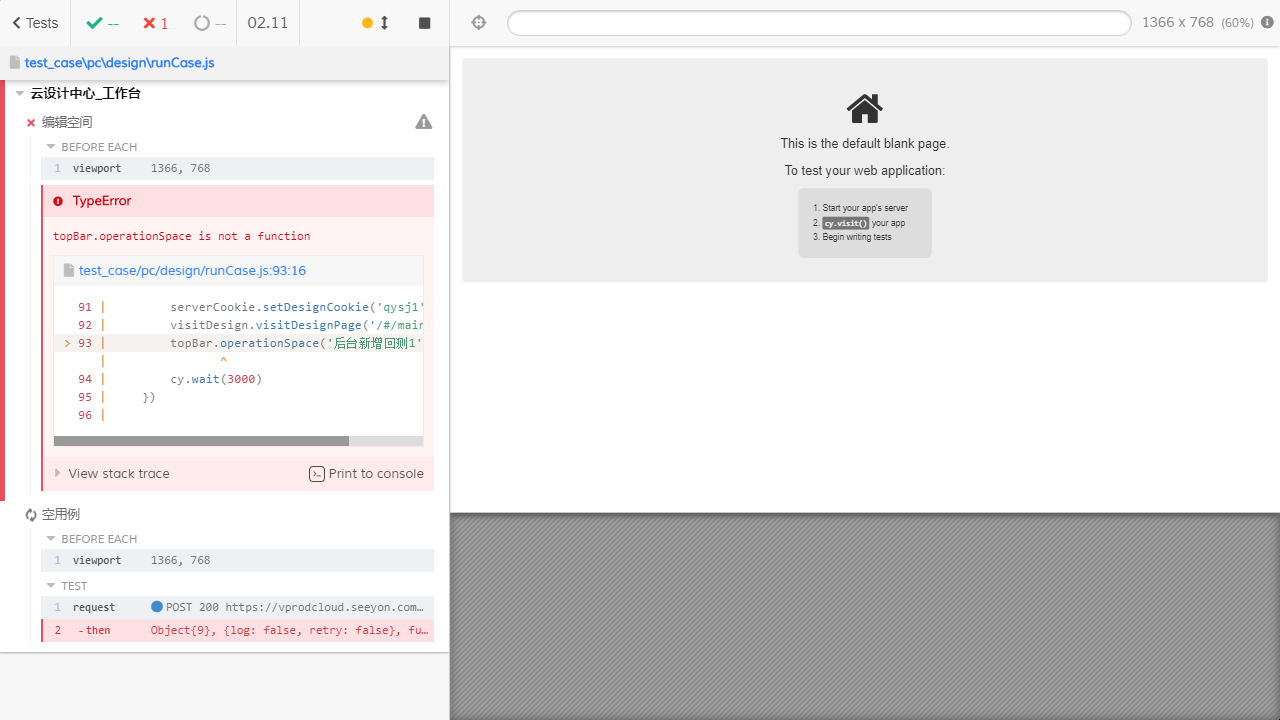 Tests
--
1
--
02.11
1366 x 768 (60%)
test_case\pc\design\runCase.js
云设计中心_工作台
编辑空间
BEFORE EACH
1 viewport 1366, 768
TypeError
topBar.operationSpace is not a function
test_case/pc/design/runCase.js:93:16
91 | serverCookie.setDesignCookie('qysj1'
92 | visitDesign.visitDesignPage('/#/main
> 93 | topBar.operationSpace('后台新增回测1'
| ^
94 | cy.wait(3000)
95 | })
96 |
View stack trace
Print to console
空用例
BEFORE EACH
1 viewport 1366, 768
TEST
1 request POST 200 https://vprodcloud.seeyon.com…
2 -then Object{9}, {log: false, retry: false}, fu…
This is the default blank page.
To test your web application:
1. Start your app's server
2. cy.visit() your app
3. Begin writing tests